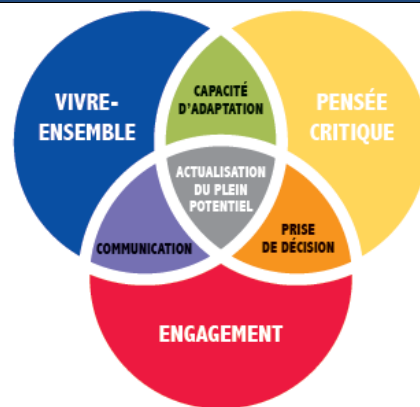 VIVRE-
ENSEMBLE
CAPACITÉ
D'ADAPTATION
PENSÉE
CRITIQUE
ACTUALISATION
DU PLEIN
POTENTIEL
COMMUNICATION
PRISE
DE DÉCISION
ENGAGEMENT